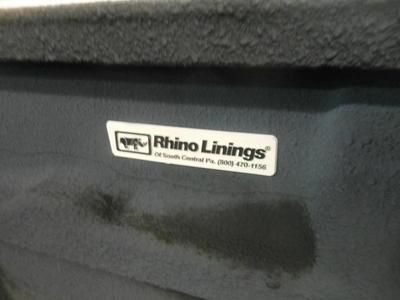 Rhino Linings®
Of South Central Pa. (800) 470-1156